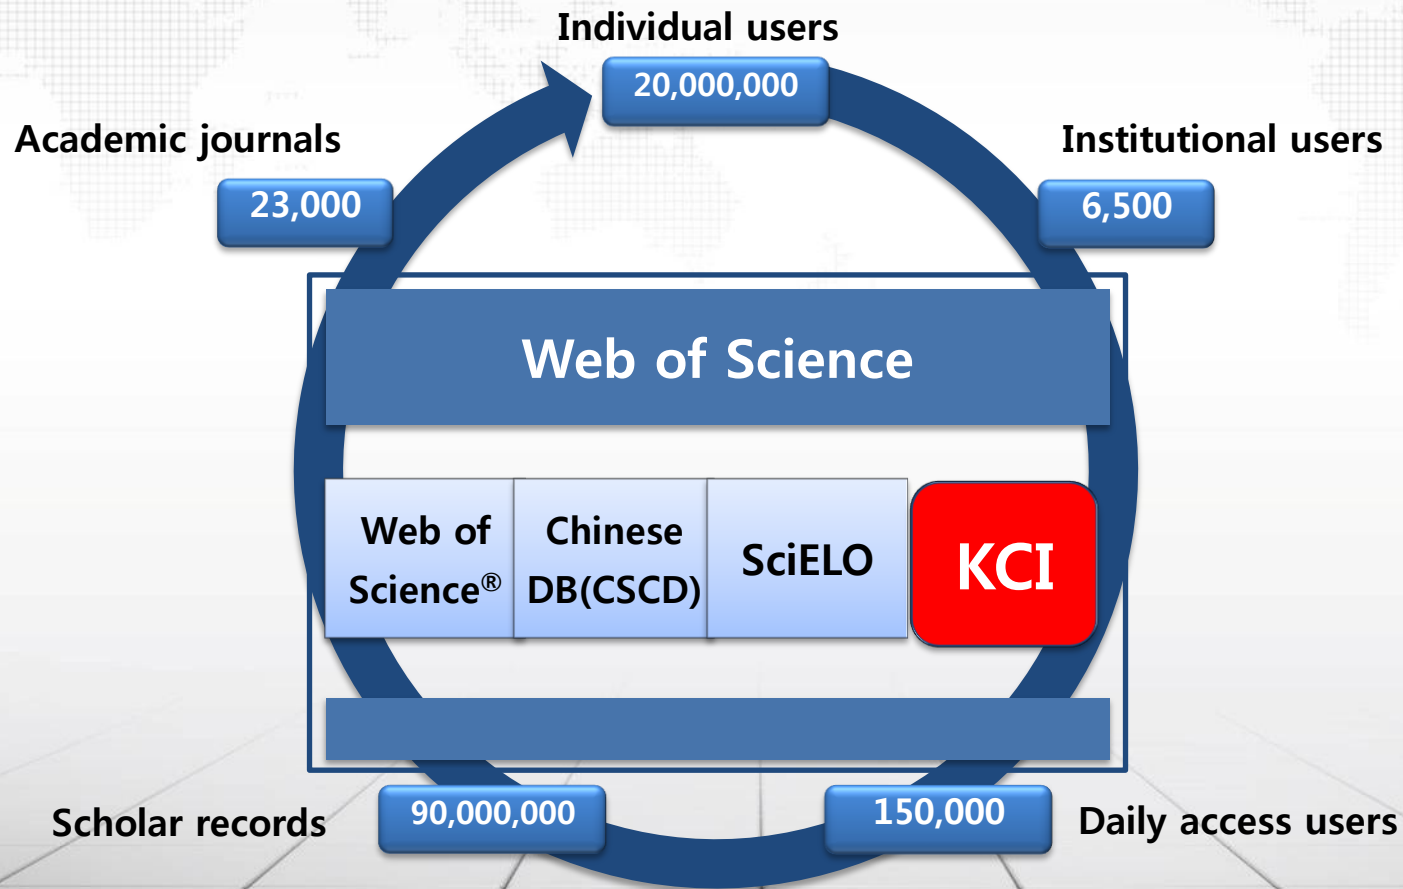 Individual users
20,000,000
Academic journals
Institutional users
23,000
6,500
Web of Science
Web of
Science®
Chinese
DB(CSCD)
SciELO
KCI
Scholar records
90,000,000
150,000
Daily access users